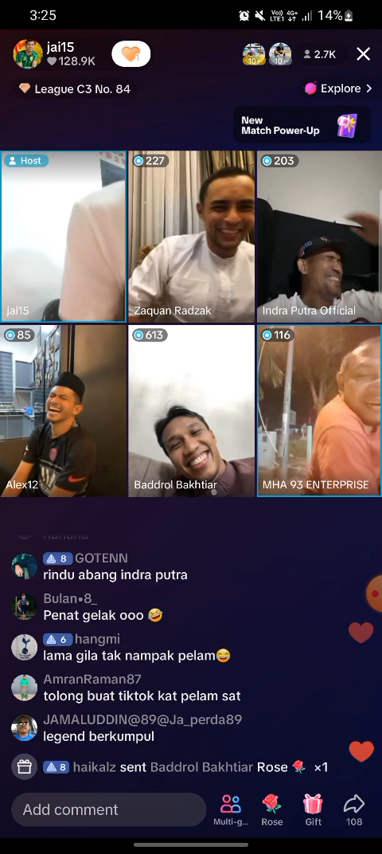 3:25
Vo)) 4G+
LTE1
14%
jai15
128.9K
2.7K
League C3 No. 84
Explore
New
Match Power-Up
Host
227
203
jai15
Zaquan Radzak
Indra Putra Official
85
613
116
Alex12
Baddrol Bakhtiar
MHA 93 ENTERPRISE
8 GOTENN
rindu abang indra putra
Bulan•8_
Penat gelak ooo 🤣
6 hangmi
lama gila tak nampak pelam😅
AmranRaman87
tolong buat tiktok kat pelam sat
JAMALUDDIN@89@Ja_perda89
legend berkumpul
8 haikalz sent Baddrol Bakhtiar Rose 🌹 ×1
Add comment
Multi-g...
Rose
Gift
108